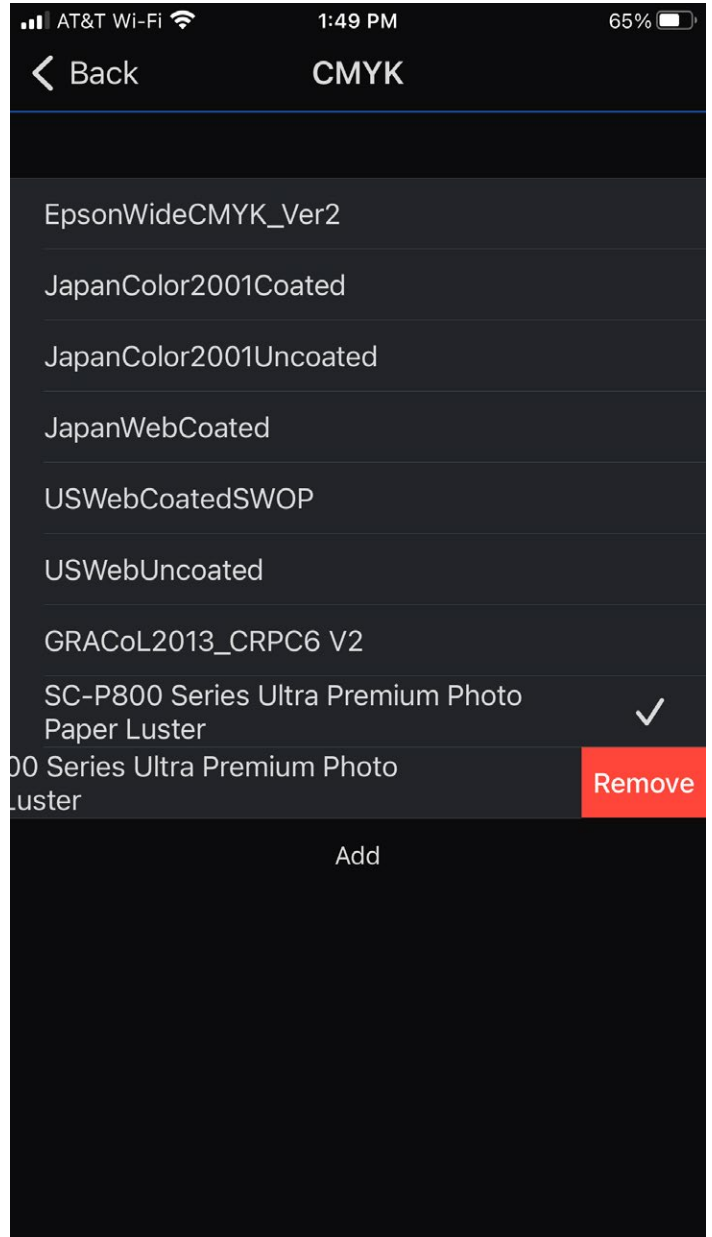 AT&T Wi-Fi 1:49 PM 65%
Back CMYK
EpsonWideCMYK_Ver2
JapanColor2001Coated
JapanColor2001Uncoated
JapanWebCoated
USWebCoatedSWOP
USWebUncoated
GRACoL2013_CRPC6 V2
SC-P800 Series Ultra Premium Photo
Paper Luster
00 Series Ultra Premium Photo
Luster
Remove
Add